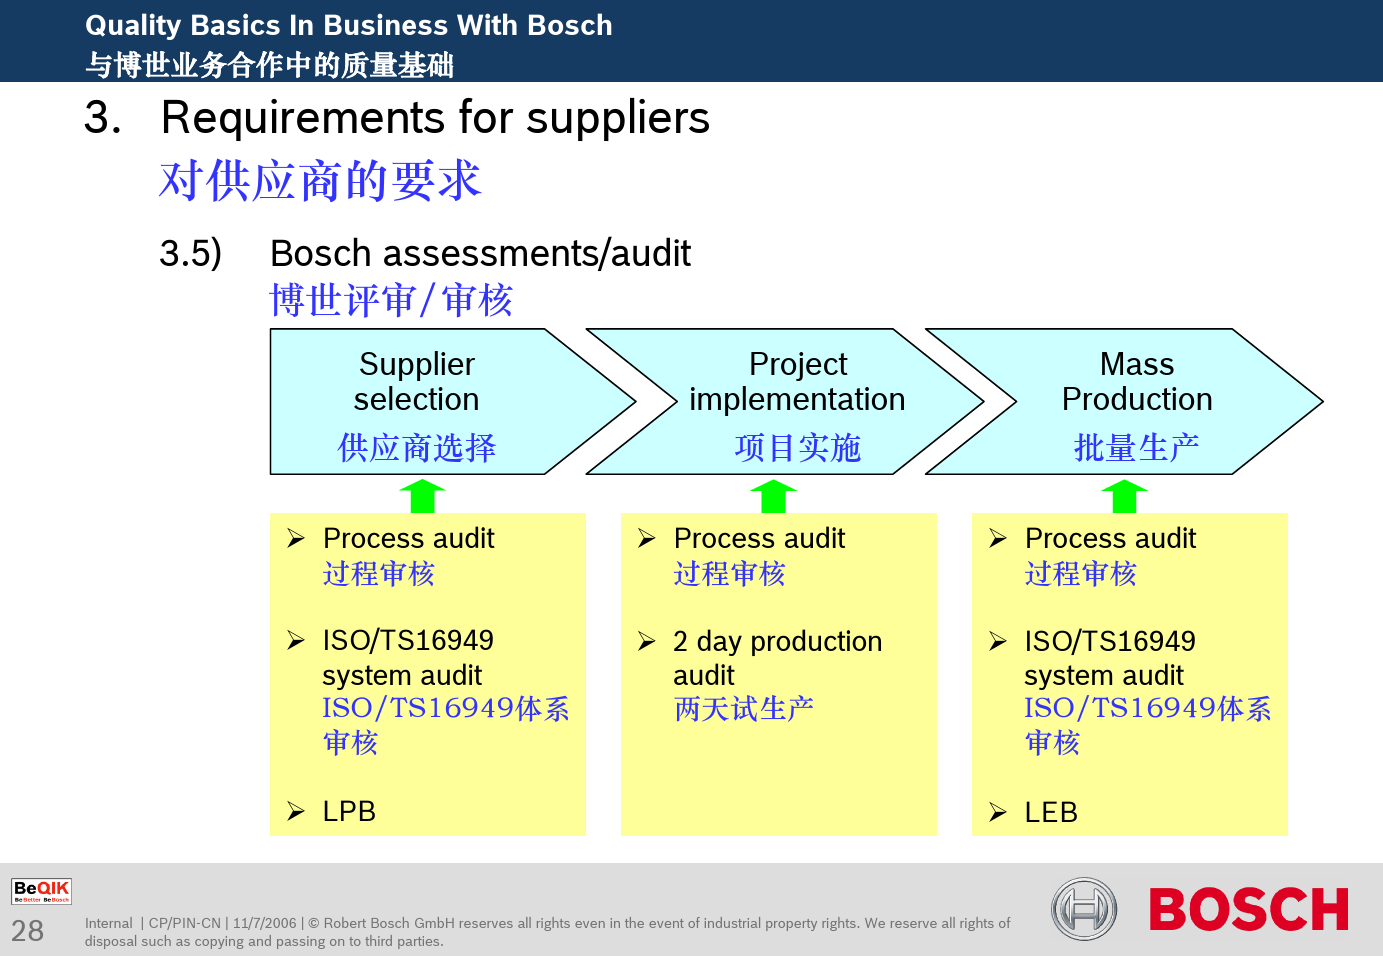 Quality Basics In Business With Bosch
与博世业务合作中的质量基础
3. Requirements for suppliers
对供应商的要求
3.5) Bosch assessments/audit
博世评审/审核
Supplier
selection
供应商选择
Project
implementation
项目实施
Mass
Production
批量生产
➢ Process audit
过程审核
➢ ISO/TS16949
system audit
ISO/TS16949体系
审核
➢ LPB
➢ Process audit
过程审核
➢ 2 day production
audit
两天试生产
➢ Process audit
过程审核
➢ ISO/TS16949
system audit
ISO/TS16949体系
审核
➢ LEB
BeQIK
Be Better Be Bosch
28
Internal | CP/PIN-CN | 11/7/2006 | © Robert Bosch GmbH reserves all rights even in the event of industrial property rights. We reserve all rights of
disposal such as copying and passing on to third parties.
BOSCH